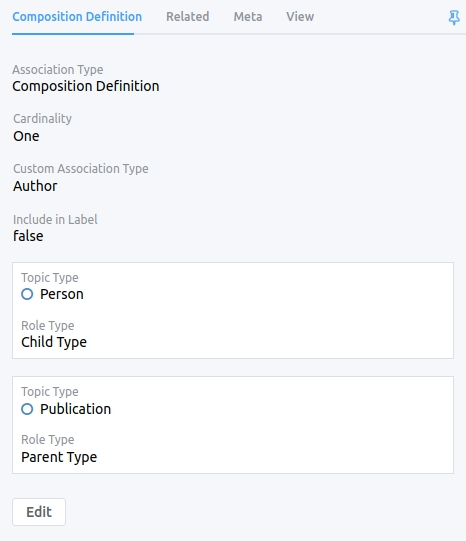 Composition Definition Related Meta View
Association Type
Composition Definition
Cardinality
One
Custom Association Type
Author
Include in Label
false
Topic Type
Person
Role Type
Child Type
Topic Type
Publication
Role Type
Parent Type
Edit